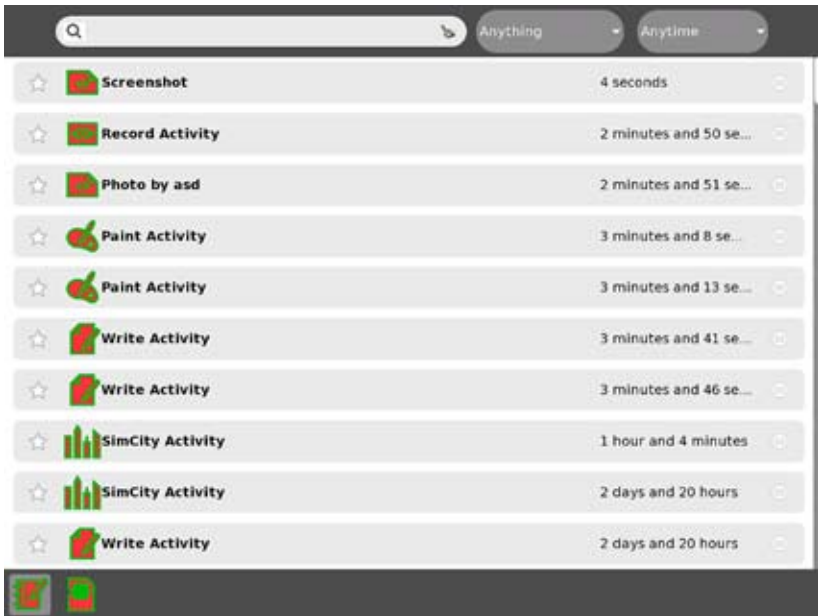 Anything Anytime
Screenshot 4 seconds
Record Activity 2 minutes and 50 se...
Photo by asd 2 minutes and 51 se...
Paint Activity 3 minutes and 8 se...
Paint Activity 3 minutes and 13 se...
Write Activity 3 minutes and 41 se...
Write Activity 3 minutes and 46 se...
SimCity Activity 1 hour and 4 minutes
SimCity Activity 2 days and 20 hours
Write Activity 2 days and 20 hours